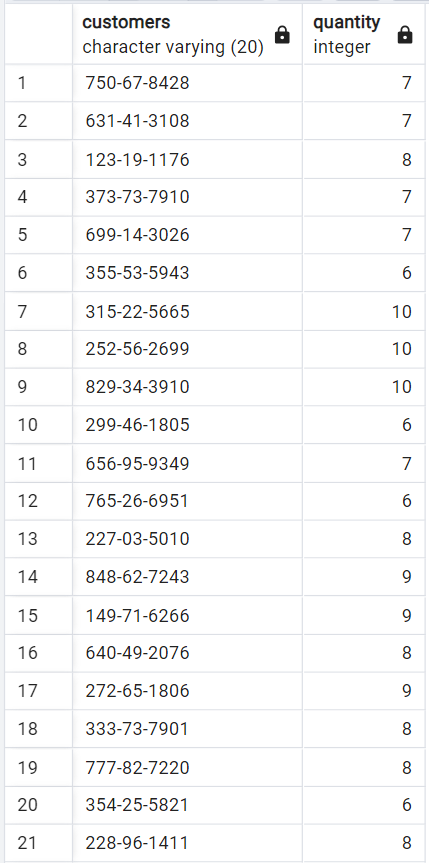 customers quantity
character varying (20) integer
1 750-67-8428 7
2 631-41-3108 7
3 123-19-1176 8
4 373-73-7910 7
5 699-14-3026 7
6 355-53-5943 6
7 315-22-5665 10
8 252-56-2699 10
9 829-34-3910 10
10 299-46-1805 6
11 656-95-9349 7
12 765-26-6951 6
13 227-03-5010 8
14 848-62-7243 9
15 149-71-6266 9
16 640-49-2076 8
17 272-65-1806 9
18 333-73-7901 8
19 777-82-7220 8
20 354-25-5821 6
21 228-96-1411 8